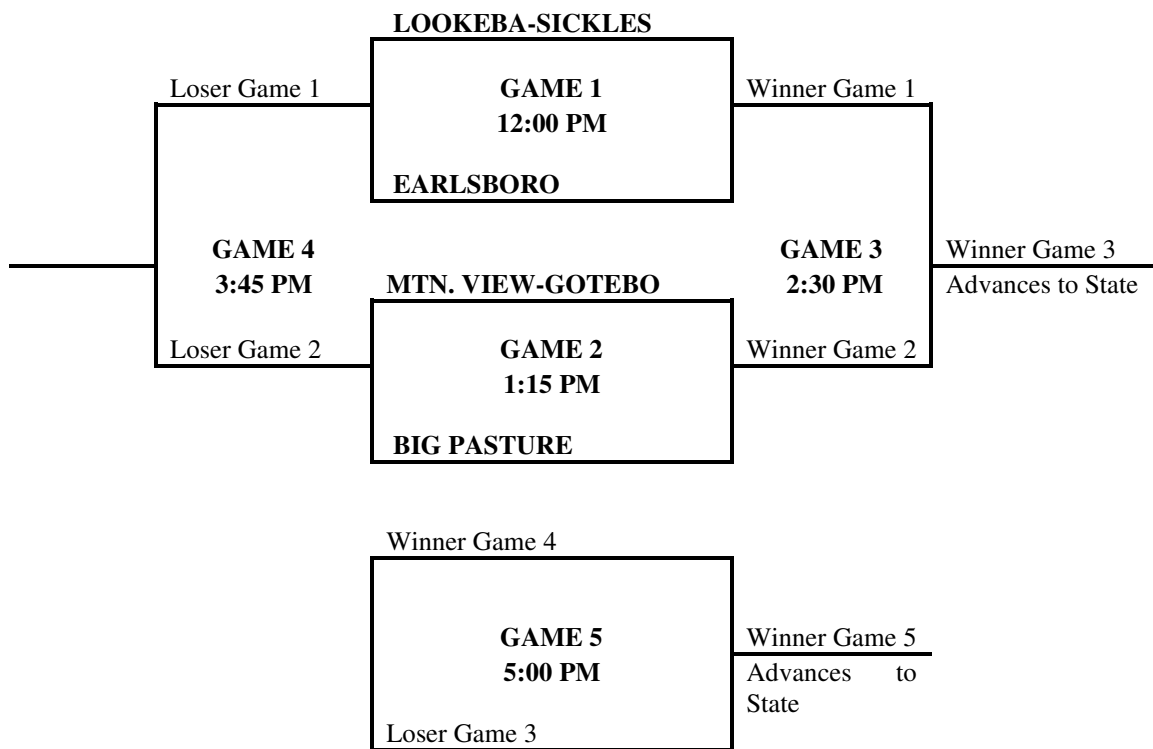 LOOKEBA-SICKLES
Loser Game 1
GAME 1
12:00 PM
Winner Game 1
EARLSBORO
GAME 4
3:45 PM
MTN. VIEW-GOTEBO
GAME 3
2:30 PM
Winner Game 3
Advances to State
Loser Game 2
GAME 2
1:15 PM
Winner Game 2
BIG PASTURE
Winner Game 4
GAME 5
5:00 PM
Winner Game 5
Advances to
State
Loser Game 3